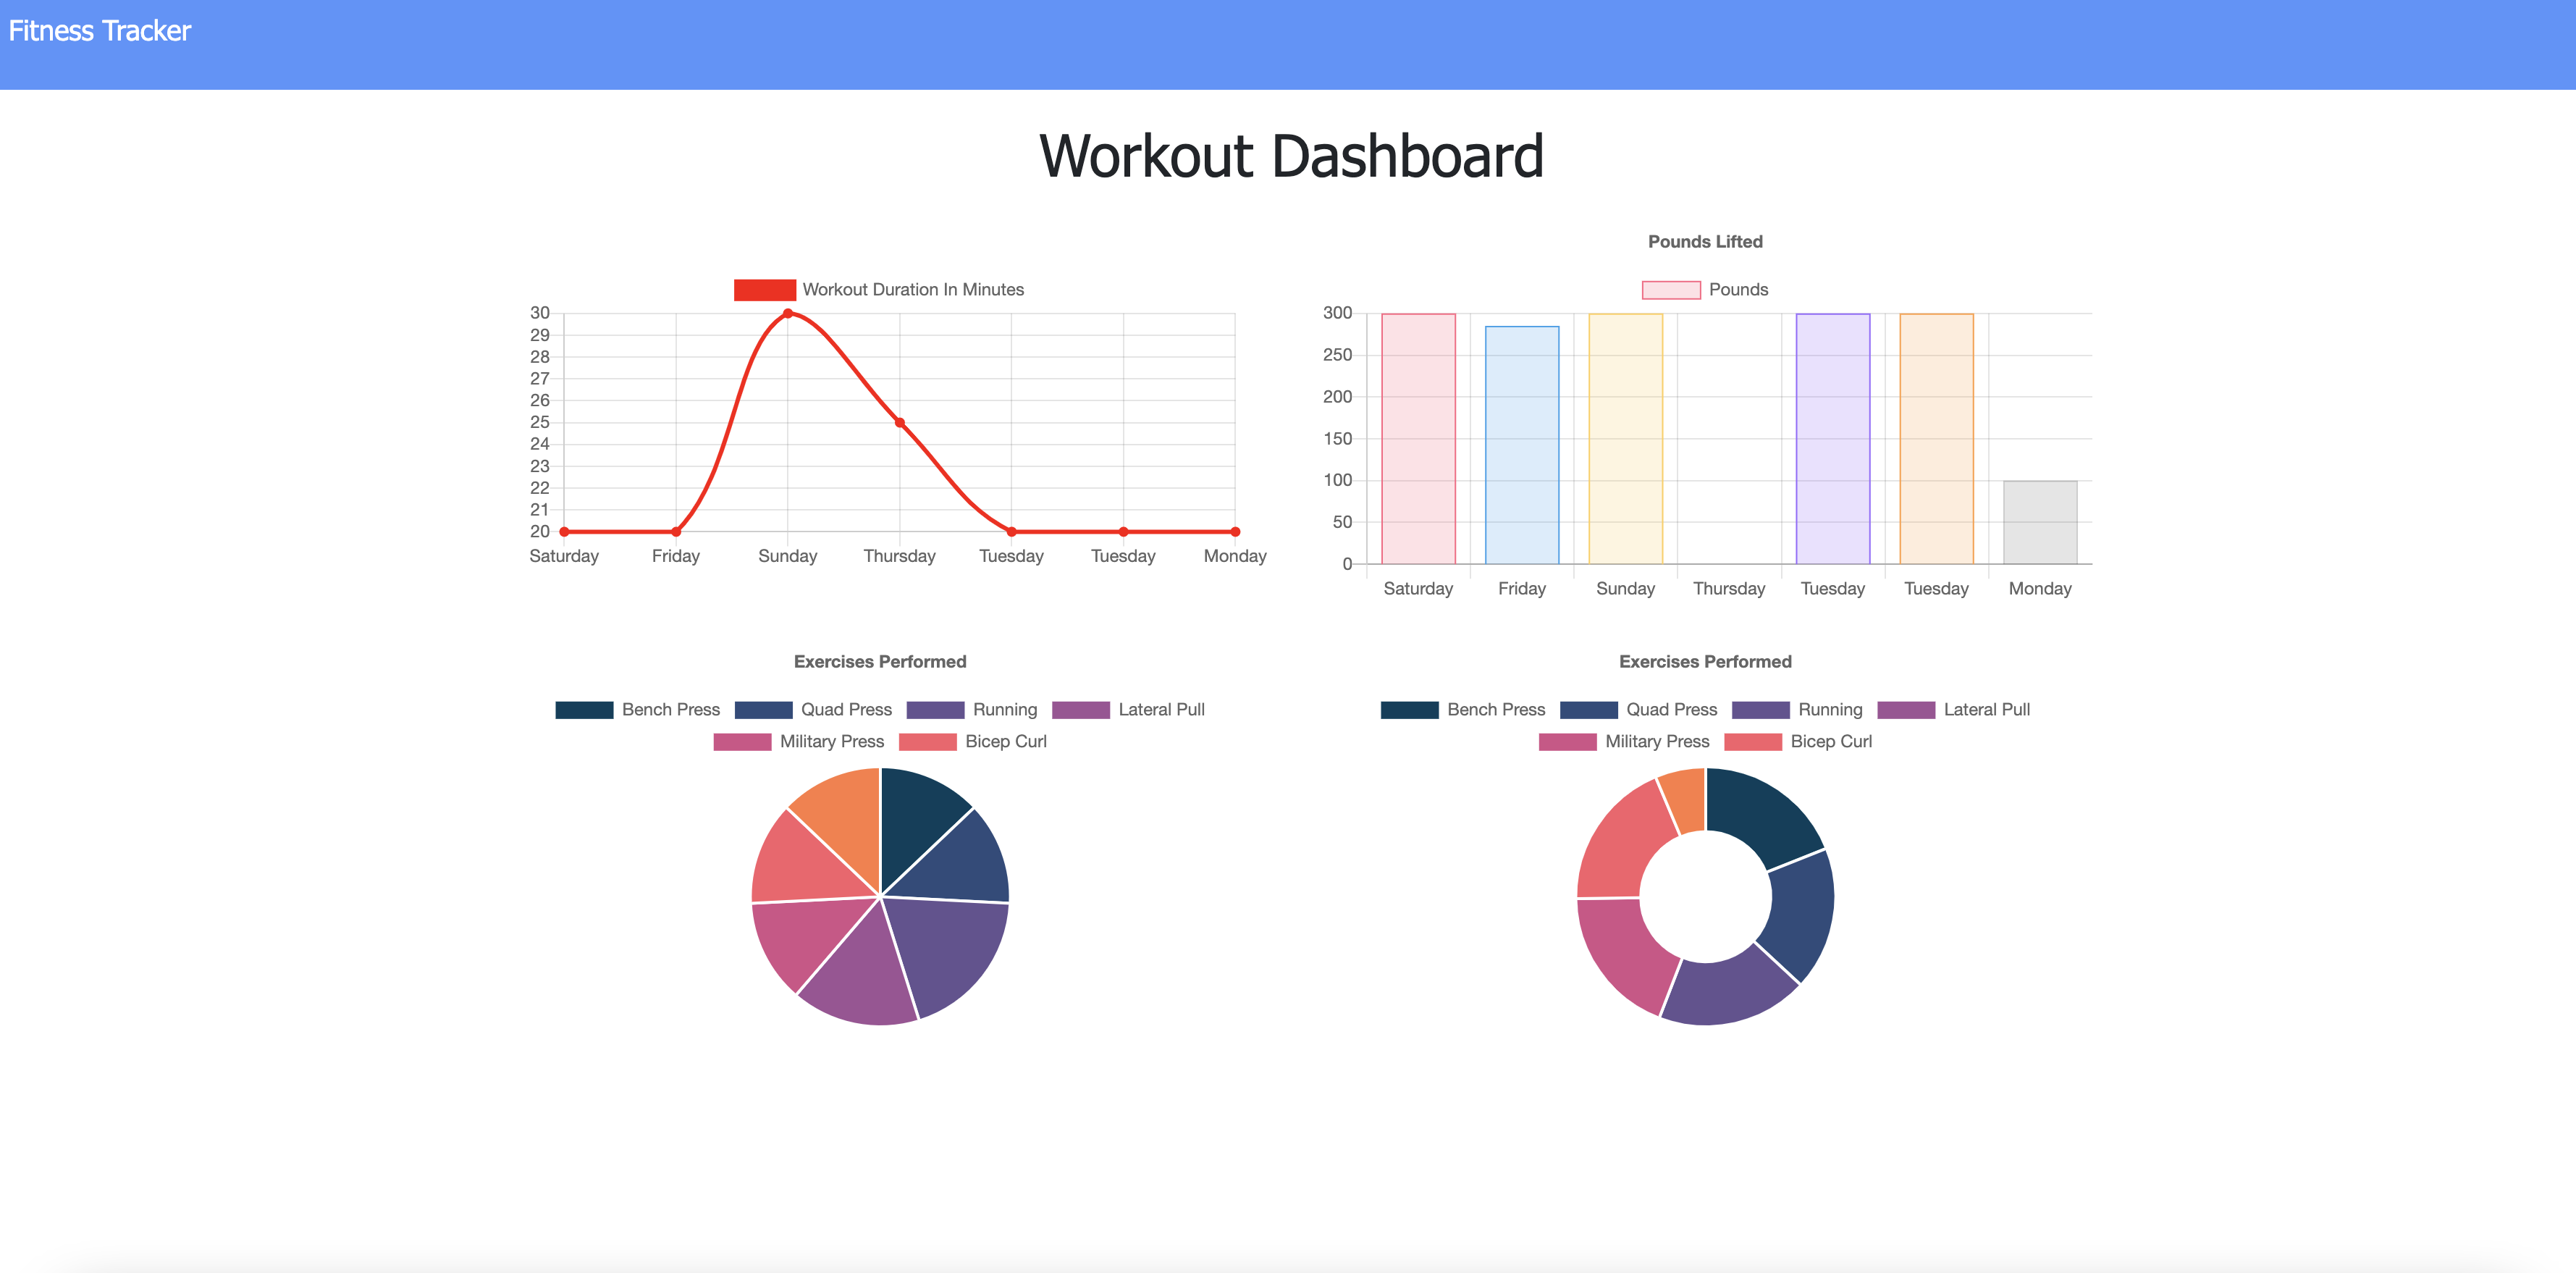 Fitness Tracker
Workout Dashboard
Workout Duration In Minutes
30
29
28
27
26
25
24
23
22
21
20
Saturday Friday Sunday Thursday Tuesday Tuesday Monday
Pounds Lifted
Pounds
300
250
200
150
100
50
0
Saturday Friday Sunday Thursday Tuesday Tuesday Monday
Exercises Performed
Bench Press Quad Press Running Lateral Pull
Military Press Bicep Curl
Exercises Performed
Bench Press Quad Press Running Lateral Pull
Military Press Bicep Curl